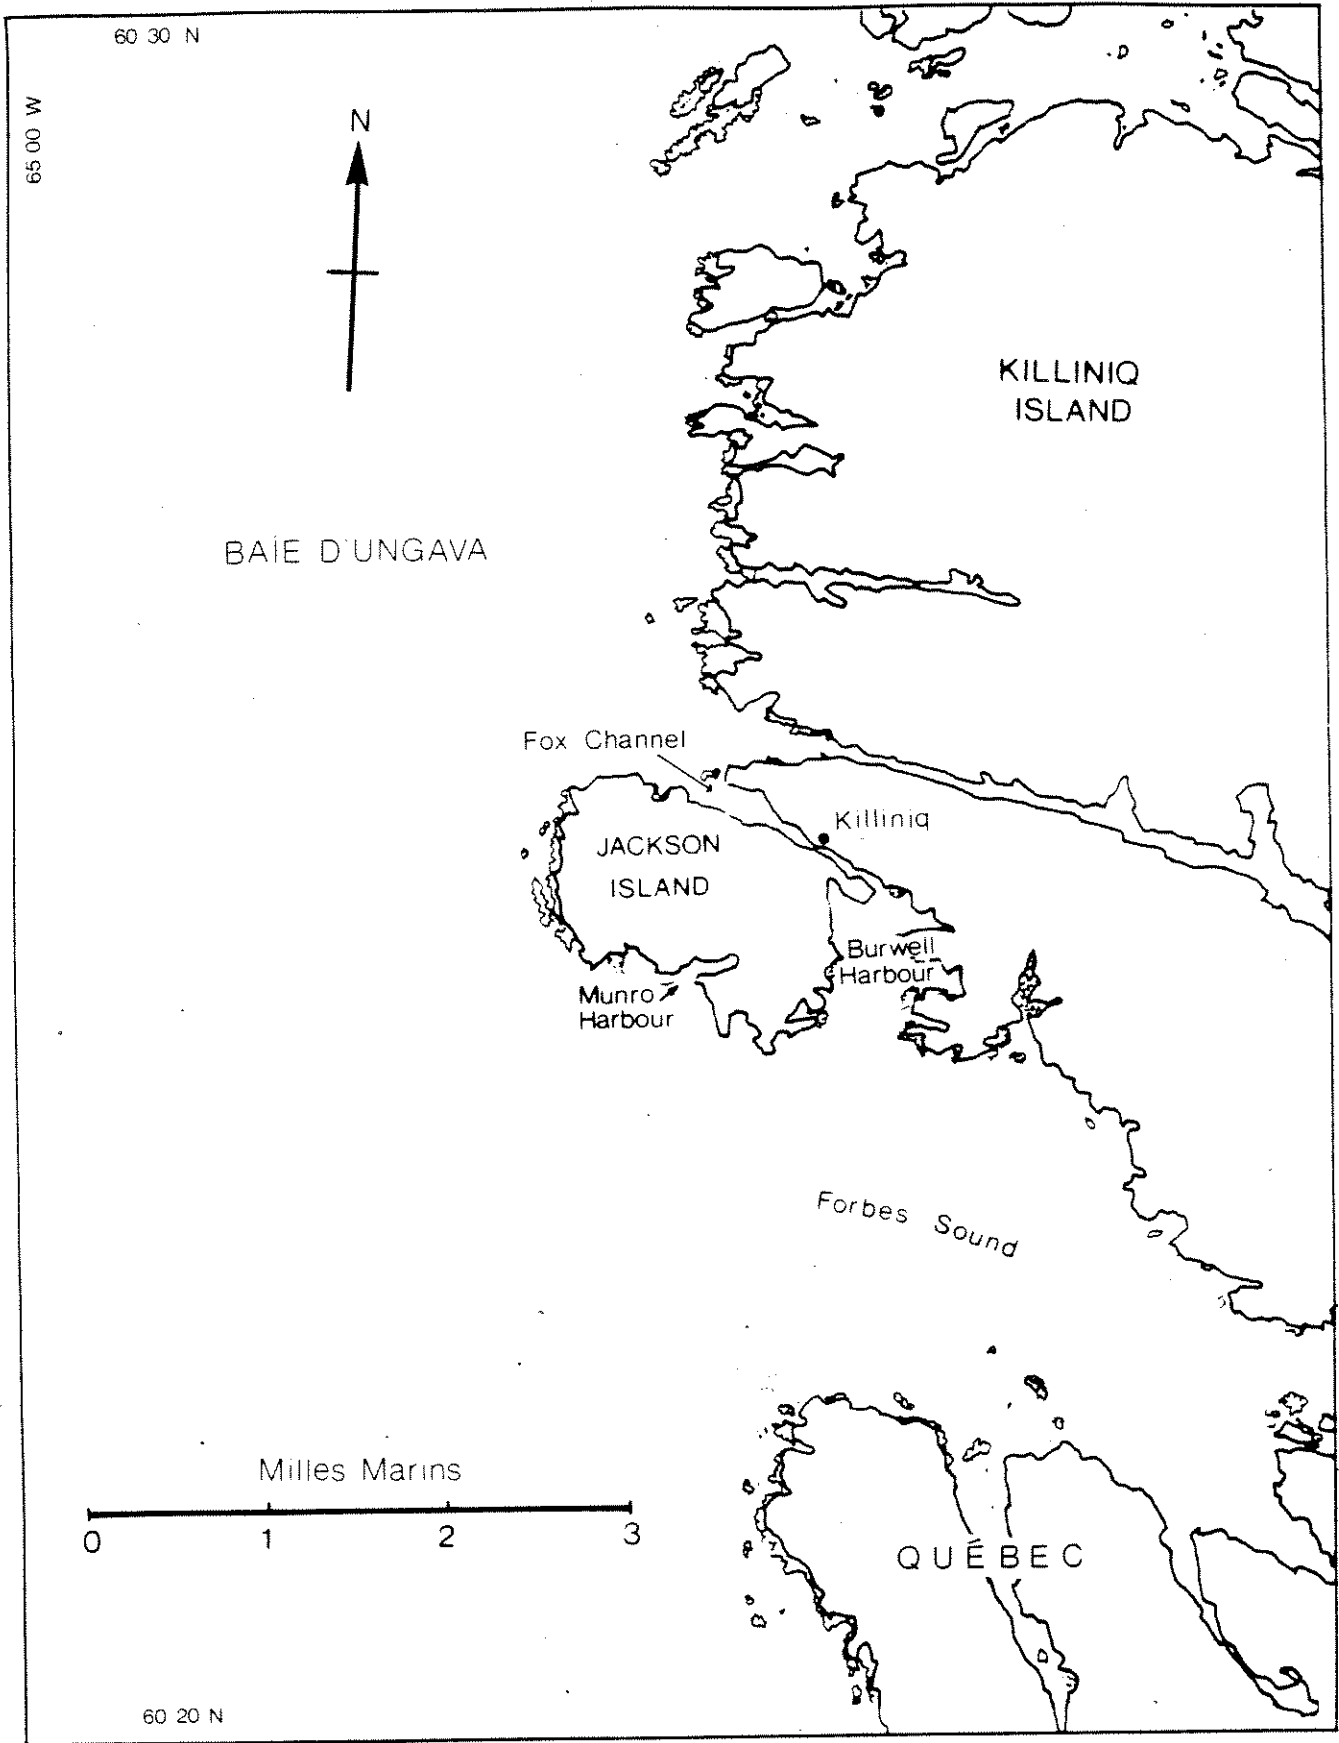 60 30 N
65 00 W
N
KILLINIQ
ISLAND
BAIE D'UNGAVA
Fox Channel
Killiniq
JACKSON
ISLAND
Burwell
Harbour
Munro
Harbour
Forbes Sound
Milles Marins
0 1 2 3
QUÉBEC
60 20 N